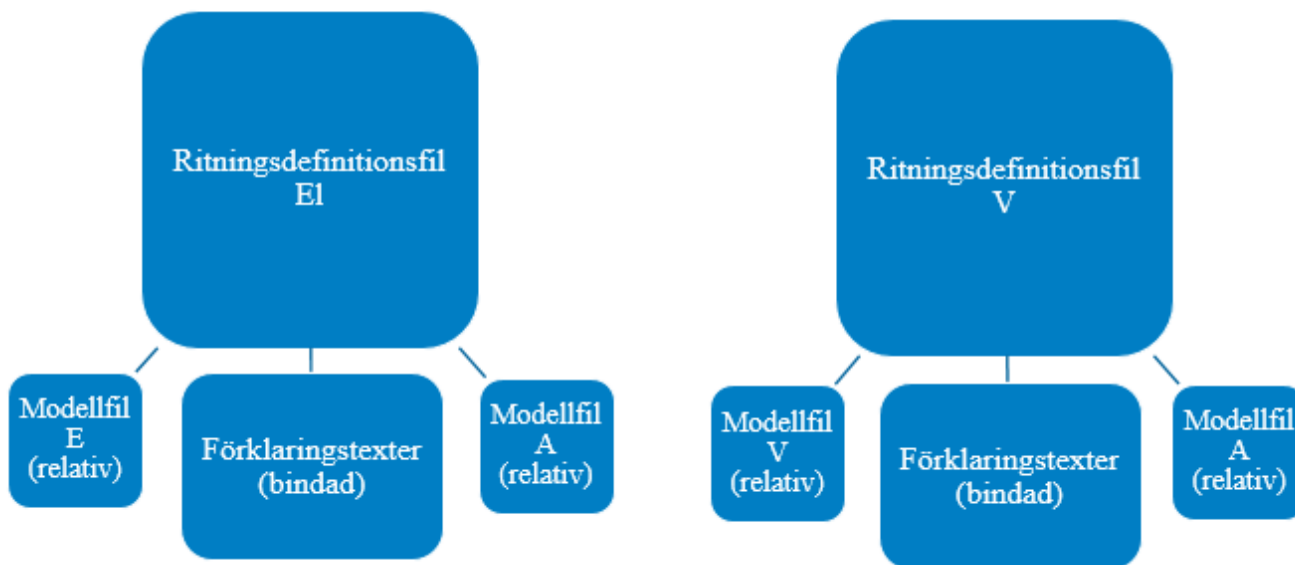 Ritningsdefinitionsfil
El
Modellfil
E
(relativ)
Förklaringstexter
(bindad)
Modellfil
A
(relativ)
Ritningsdefinitionsfil
V
Modellfil
V
(relativ)
Förklaringstexter
(bindad)
Modellfil
A
(relativ)